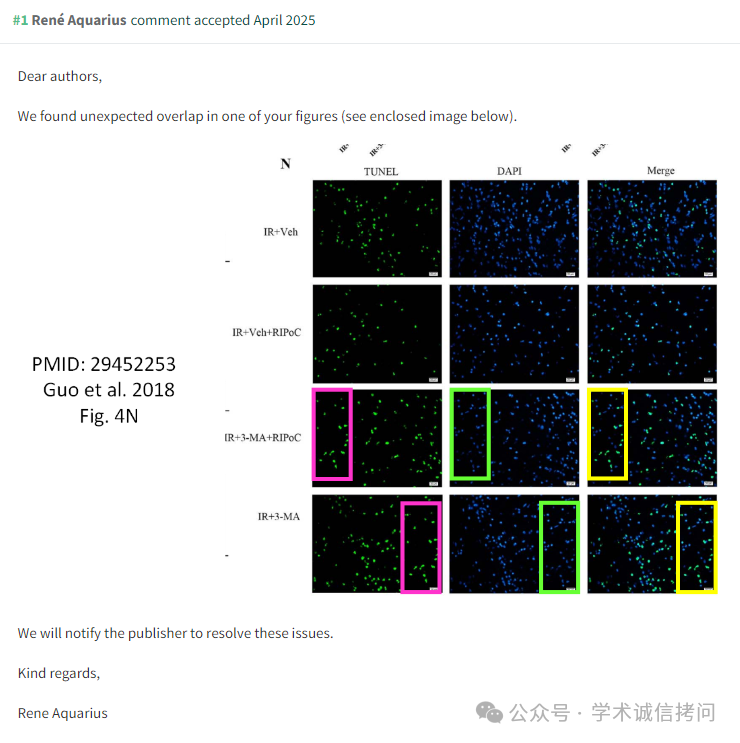 #1 René Aquarius comment accepted April 2025
Dear authors,
We found unexpected overlap in one of your figures (see enclosed image below).
N
TUNEL DAPI Merge
IR+Veh
-
IR+Veh+RIPoC
PMID: 29452253
Guo et al. 2018
Fig. 4N
-
IR+3-MA+RIPoC
IR+3-MA
-
We will notify the publisher to resolve these issues.
Kind regards,
Rene Aquarius
公众号 · 学术诚信拷问